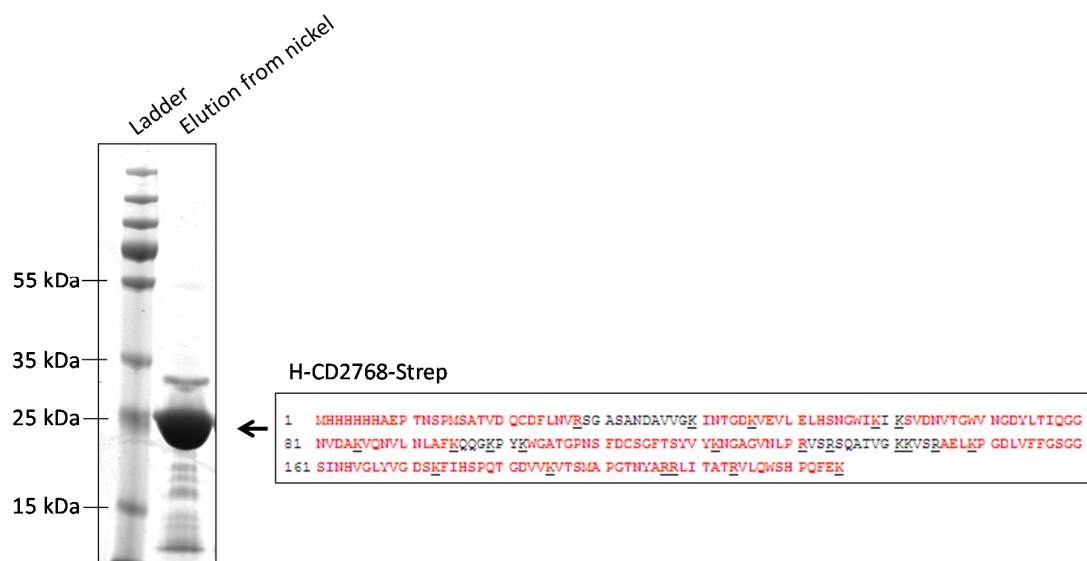 Ladder
Elution from nickel
55 kDa
35 kDa
25 kDa
15 kDa
H-CD2768-Strep
1 MHHHHHHAEP TNSPMSATVD QCDFLNVRSG ASANDAVVGK INTGDKVEVL ELHSNGWIKI KSVDNVTGWV NGDYLTIQGG
81 NVDAKVQNVL NLAFKQQGKP YKWGATGPNS FDCSGFTSYV YKNGAGVNLP RVSRSQATVG KKVSRAELKP GDLVFFGSGG
161 SINHVGLYVG DSKFIHSPQT GDVVKVTSMA PGTNYARRLI TATRVLQWSH PQFEK